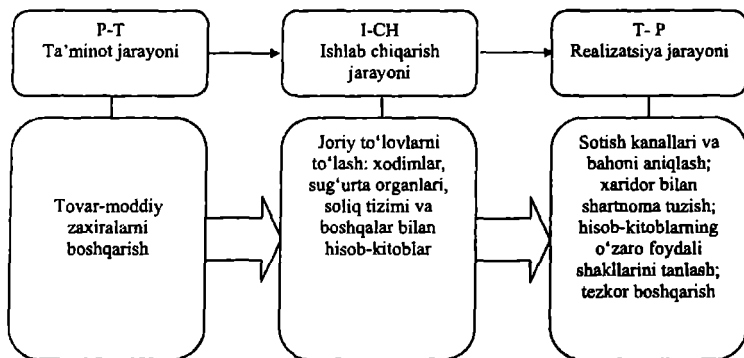 P-T
Ta’minot jarayoni
I-CH
Ishlab chiqarish
jarayoni
T- P
Realizatsiya jarayoni
Tovar-moddiy
zaxiralarni
boshqarish
Joriy to‘lovlarni
to‘lash: xodimlar,
sug‘urta organlari,
soliq tizimi va
boshqalar bilan
hisob-kitoblar
Sotish kanallari va
bahoni aniqlash;
xaridor bilan
shartnoma tuzish;
hisob-kitoblarning
o‘zaro foydali
shakllarini tanlash;
tezkor boshqarish